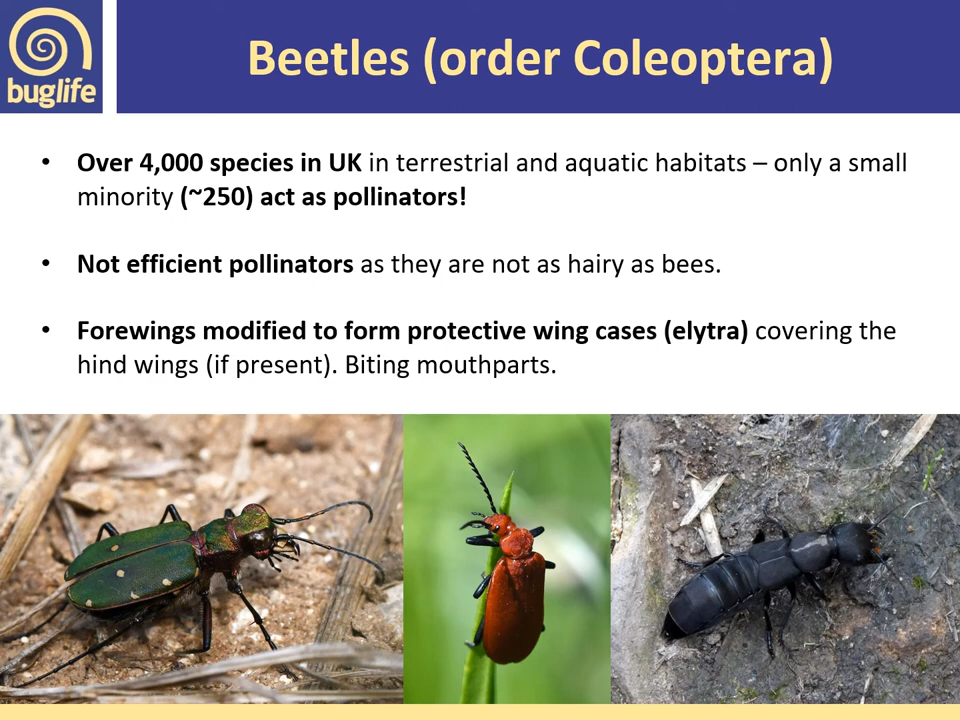 buglife
Beetles (order Coleoptera)
• Over 4,000 species in UK in terrestrial and aquatic habitats – only a small
minority (~250) act as pollinators!
• Not efficient pollinators as they are not as hairy as bees.
• Forewings modified to form protective wing cases (elytra) covering the
hind wings (if present). Biting mouthparts.